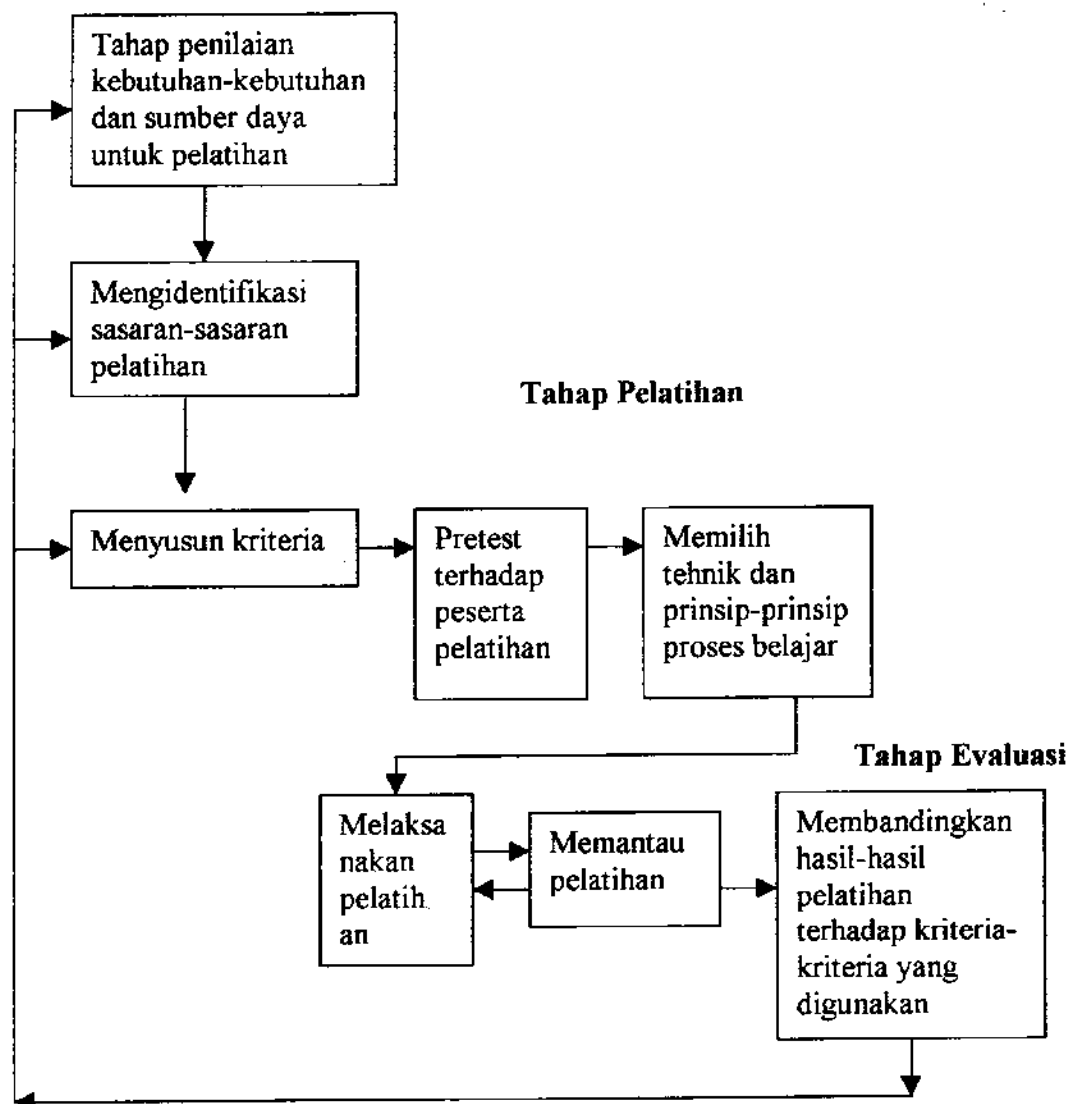 Tahap penilaian
kebutuhan-kebutuhan
dan sumber daya
untuk pelatihan
Mengidentifikasi
sasaran-sasaran
pelatihan
Tahap Pelatihan
Menyusun kriteria
Pretest
terhadap
peserta
pelatihan
Memilih
tehnik dan
prinsip-prinsip
proses belajar
Tahap Evaluasi
Melaksa
nakan
pelatih
an
Memantau
pelatihan
Membandingkan
hasil-hasil
pelatihan
terhadap kriteria-
kriteria yang
digunakan